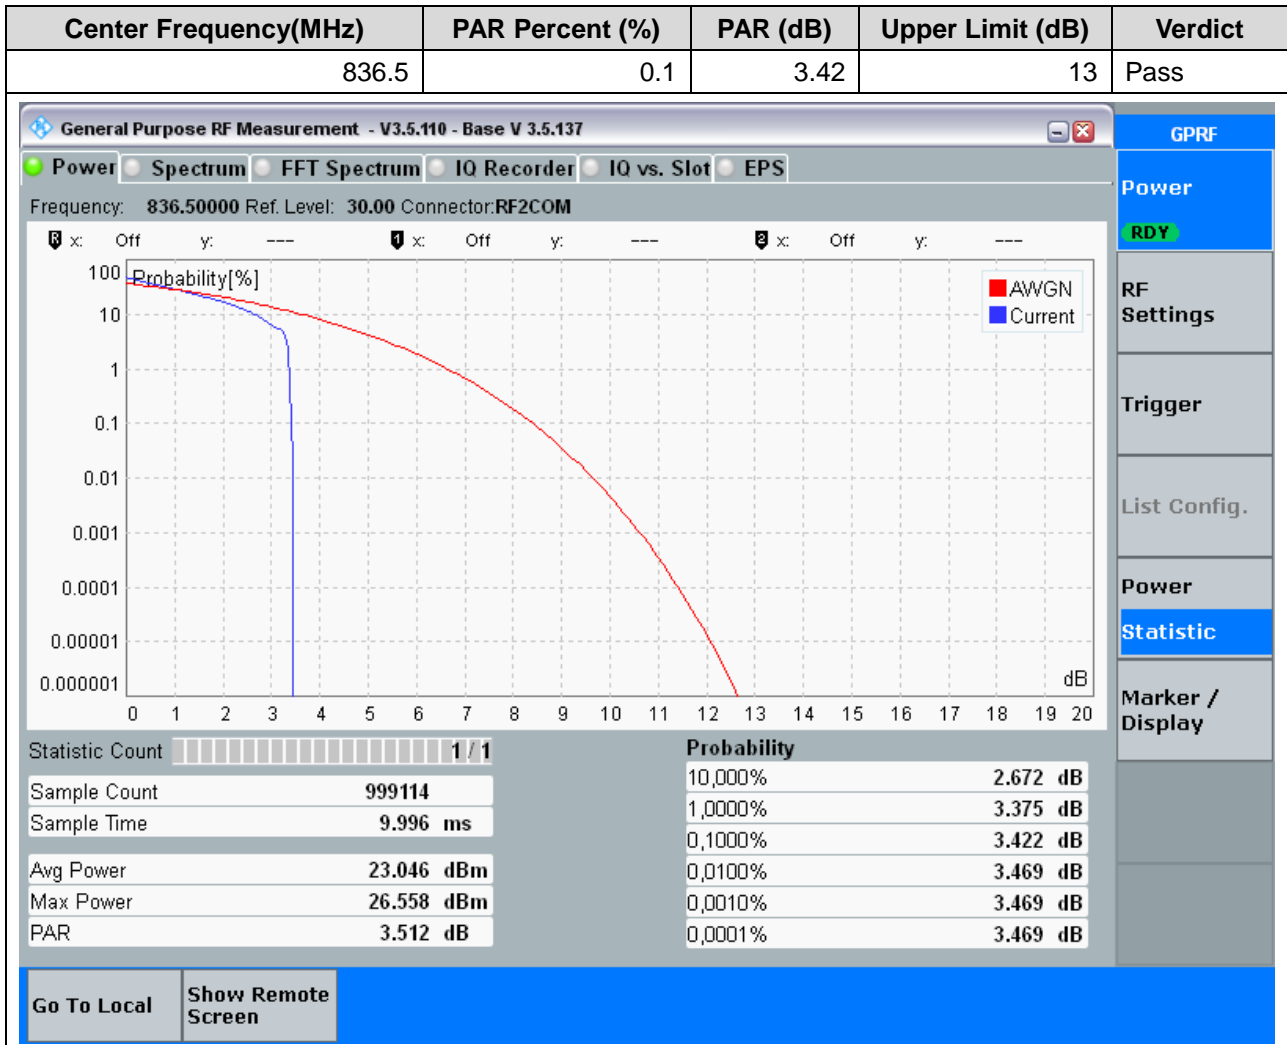 Center Frequency(MHz) PAR Percent (%) PAR (dB) Upper Limit (dB) Verdict
836.5 0.1 3.42 13 Pass
General Purpose RF Measurement - V3.5.110 - Base V 3.5.137
GPRF
Power Spectrum FFT Spectrum IQ Recorder IQ vs. Slot EPS
Frequency: 836.50000 Ref. Level: 30.00 Connector:RF2COM
R x: Off y: --- 1 x: Off y: --- 2 x: Off y: ---
Probability[%]
AWGN
Current
100
10
1
0.1
0.01
0.001
0.0001
0.00001
0.000001
dB
0 1 2 3 4 5 6 7 8 9 10 11 12 13 14 15 16 17 18 19 20
Statistic Count 1 / 1
Sample Count 999114
Sample Time 9.996 ms
Avg Power 23.046 dBm
Max Power 26.558 dBm
PAR 3.512 dB
Probability
10,000% 2.672 dB
1,0000% 3.375 dB
0,1000% 3.422 dB
0,0100% 3.469 dB
0,0010% 3.469 dB
0,0001% 3.469 dB
Power
RDY
RF
Settings
Trigger
List Config.
Power
Statistic
Marker /
Display
Go To Local
Show Remote
Screen